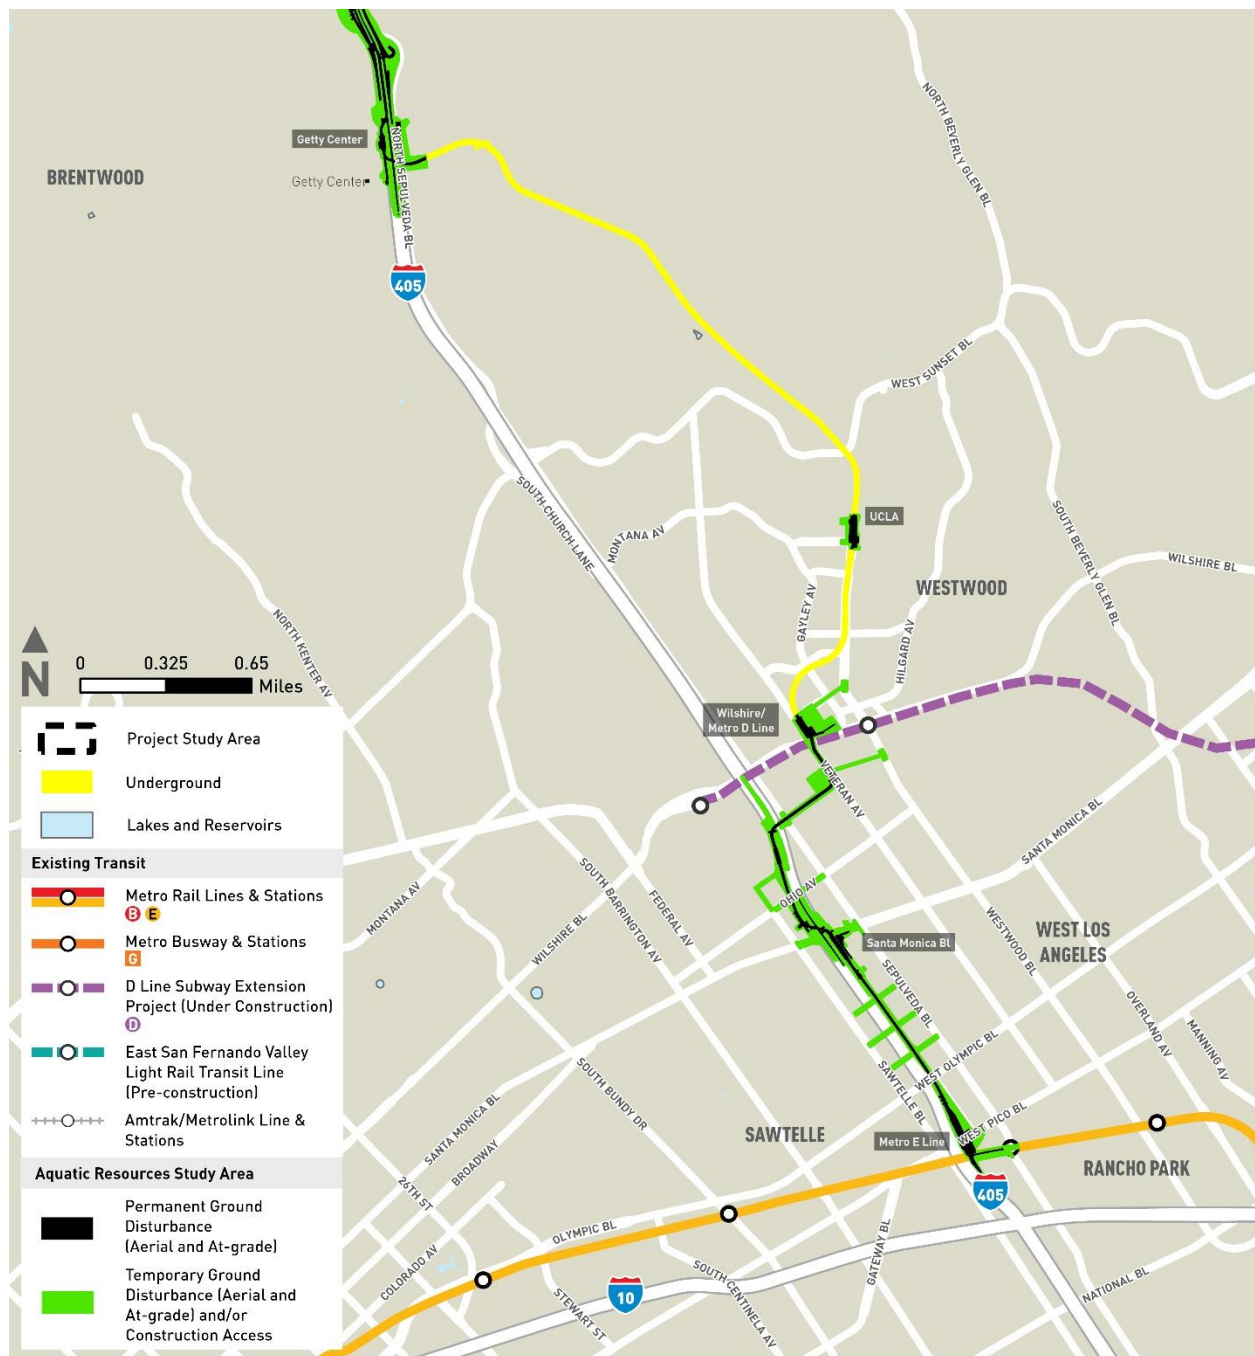 NORTH BEVERLY GLEN BL
Getty Center
NORTH SEPULVEDA BL
BRENTWOOD
Getty Center
405
WEST SUNSET BL
SOUTH CHURCH LANE
UCLA
MONTANA AV
SOUTH BEVERLY GLEN BL
WILSHIRE BL
WESTWOOD
GAYLEY AV
HILGARD AV
NORTH KENTER AV
N
0 0.325 0.65
Miles
Wilshire/
Metro D Line
VETERAN AV
SANTA MONICA BL
MONTANA AV
WILSHIRE BL
SOUTH BARRINGTON AV
FEDERAL AV
OHIO AV
WESTWOOD BL
WEST LOS
ANGELES
Santa Monica Bl
SEPULVEDA BL
OVERLAND AV
MANNING AV
WEST OLYMPIC BL
SAWTELLE BL
SOUTH BUNDY DR
SANTA MONICA BL
BROADWAY
SAWTELLE
WEST PICO BL
Metro E Line
RANCHO PARK
26TH ST
405
OLYMPIC BL
GATEWAY BL
COLORADO AV
SOUTH CENTINELA AV
NATIONAL BL
10
STEWART ST
Project Study Area
Underground
Lakes and Reservoirs
Existing Transit
Metro Rail Lines & Stations
B E
Metro Busway & Stations
G
D Line Subway Extension
Project (Under Construction)
D
East San Fernando Valley
Light Rail Transit Line
(Pre-construction)
Amtrak/Metrolink Line &
Stations
Aquatic Resources Study Area
Permanent Ground
Disturbance
(Aerial and At-grade)
Temporary Ground
Disturbance (Aerial and
At-grade) and/or
Construction Access